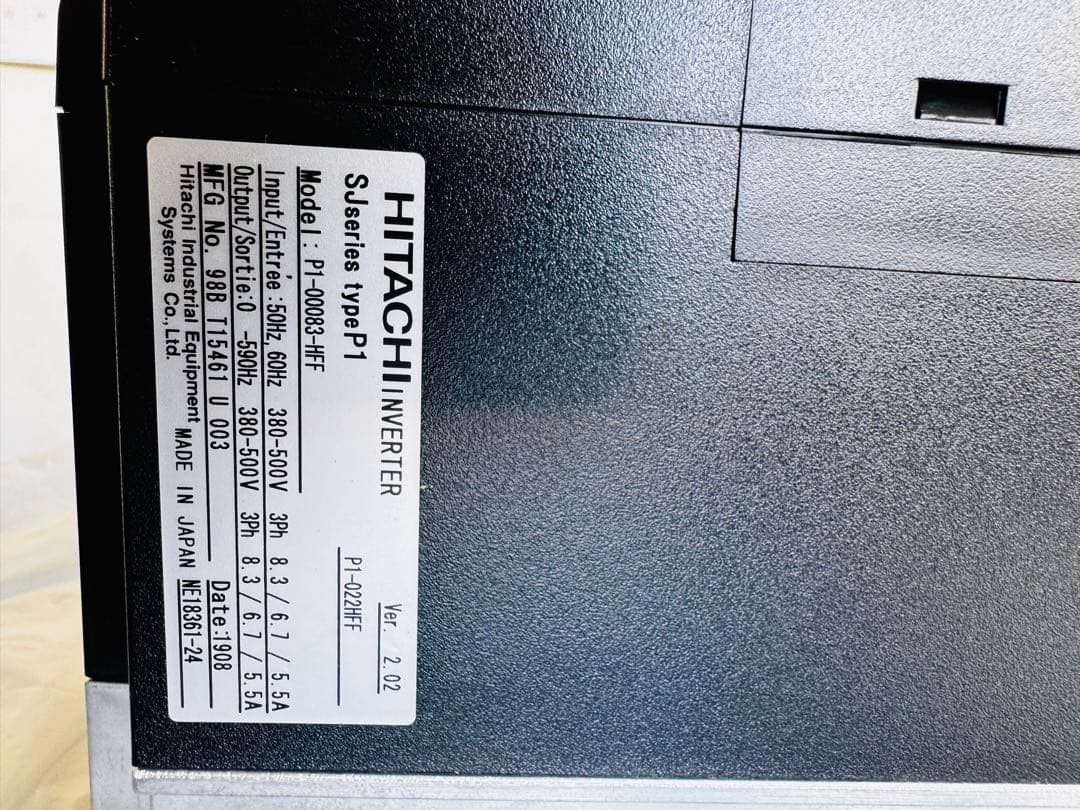 HITACHI INVERTER Ver. 2.02
SJseries typeP1 P1-022HFF
Model: P1-00083-HFF
Input/Entrée:50Hz, 60Hz 380-500V 3Ph 8.3 / 6.7 / 5.5A
Output/Sortie:0 -590Hz 380-500V 3Ph 8.3 / 6.7 / 5.5A
MFG No. 98B T15461 U 003 Date:1908
Hitachi Industrial Equipment MADE IN JAPAN NE18361-24
Systems Co.,Ltd.